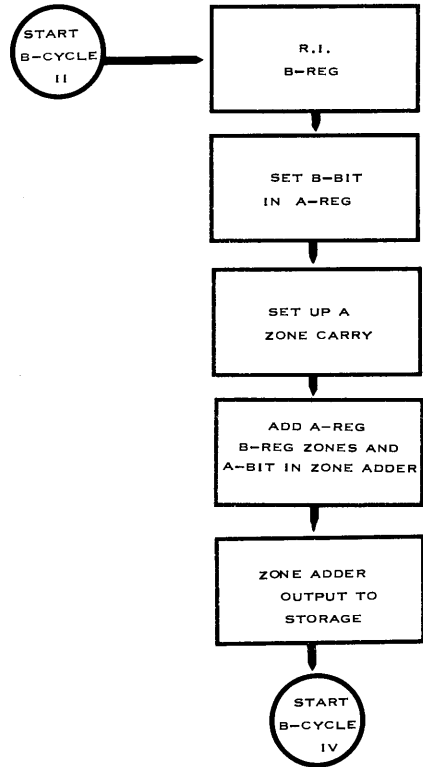 START
B-CYCLE
II
R.I.
B-REG
SET B-BIT
IN A-REG
SET UP A
ZONE CARRY
ADD A-REG
B-REG ZONES AND
A-BIT IN ZONE ADDER
ZONE ADDER
OUTPUT TO
STORAGE
START
B-CYCLE
IV